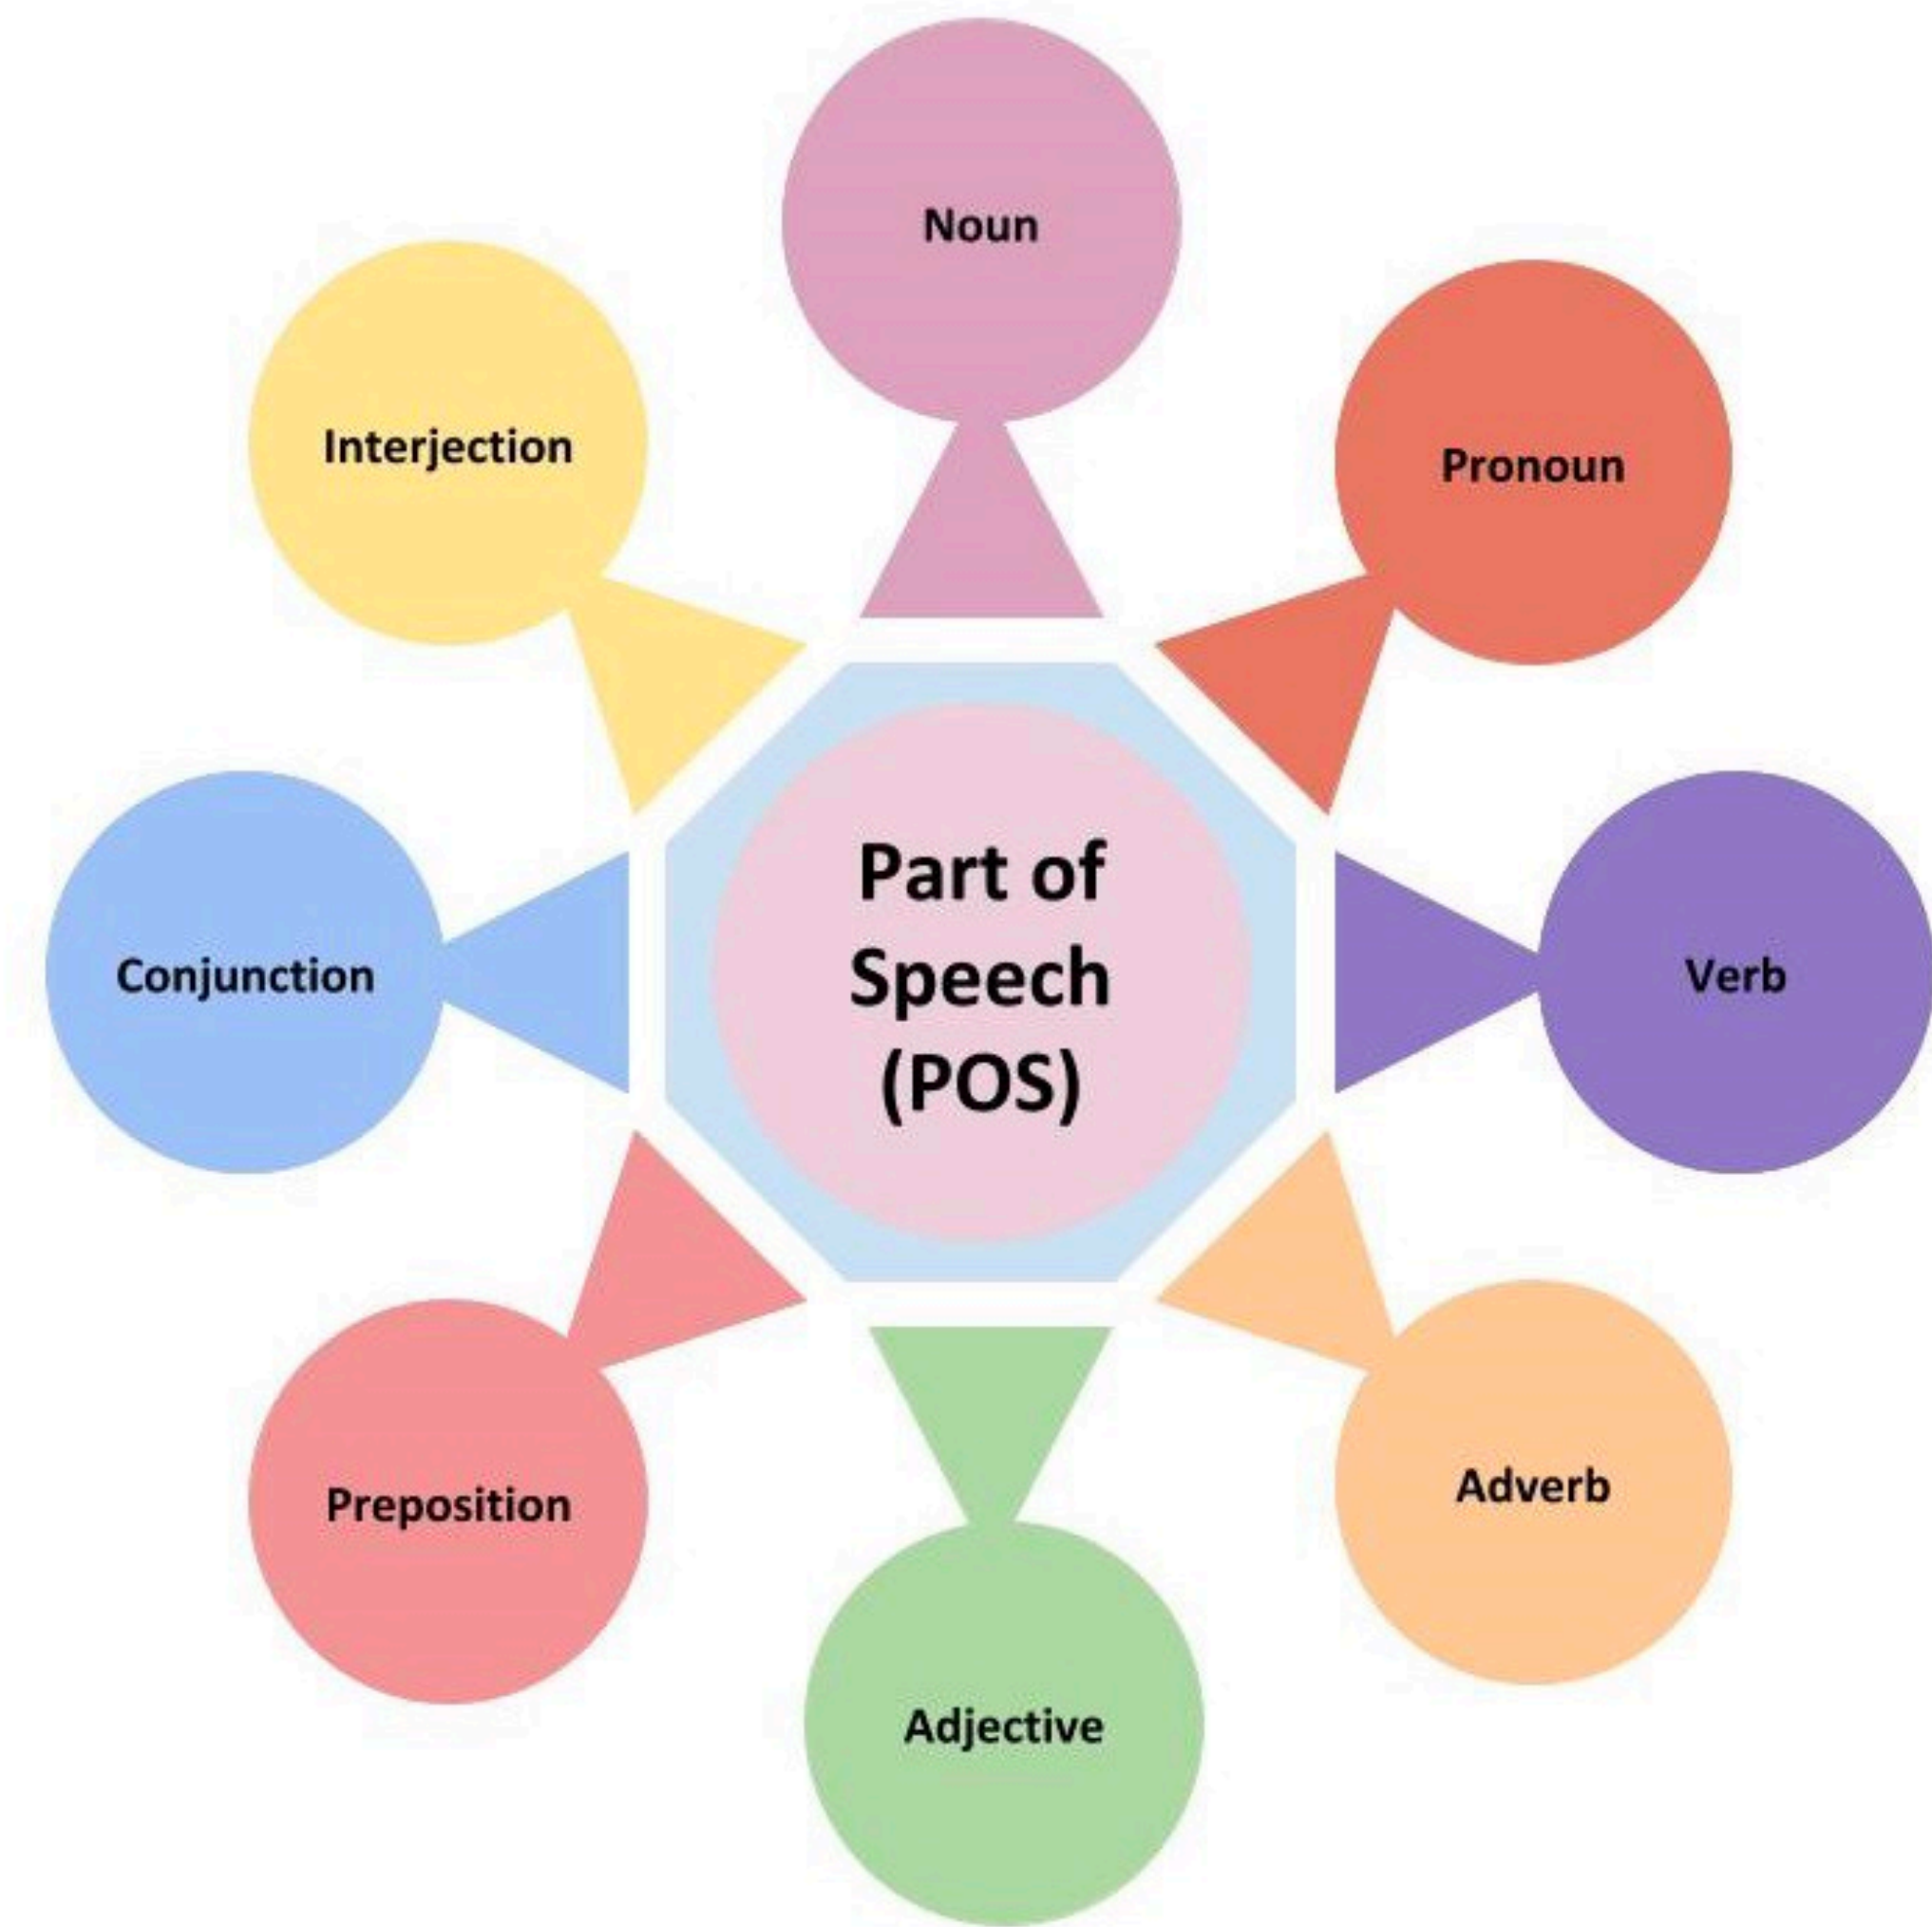 Noun
Interjection
Pronoun
Part of
Speech
(POS)
Conjunction
Verb
Preposition
Adverb
Adjective